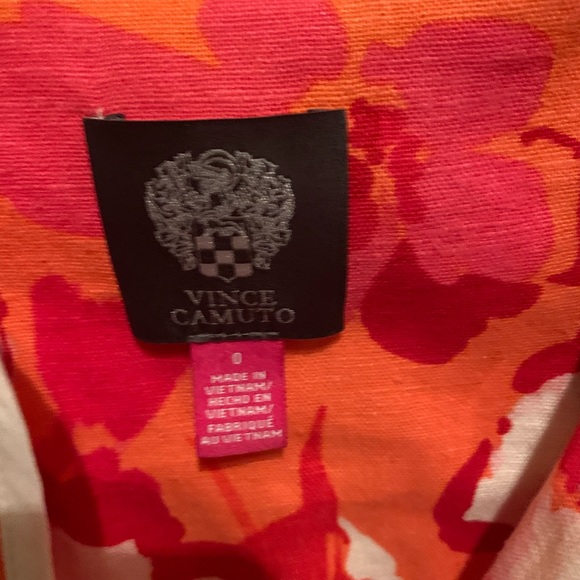 VINCE
CAMUTO
0
MADE IN
VIETNAM/
HECHO EN
VIETNAM/
FABRIQUÉ
AU VIETNAM